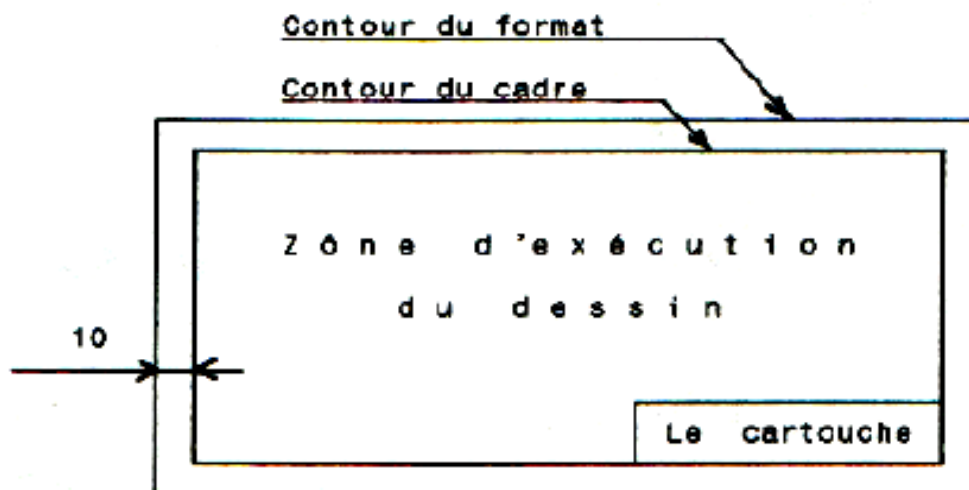 Contour du format
Contour du cadre
Zône d'exécution
du dessin
10
Le cartouche